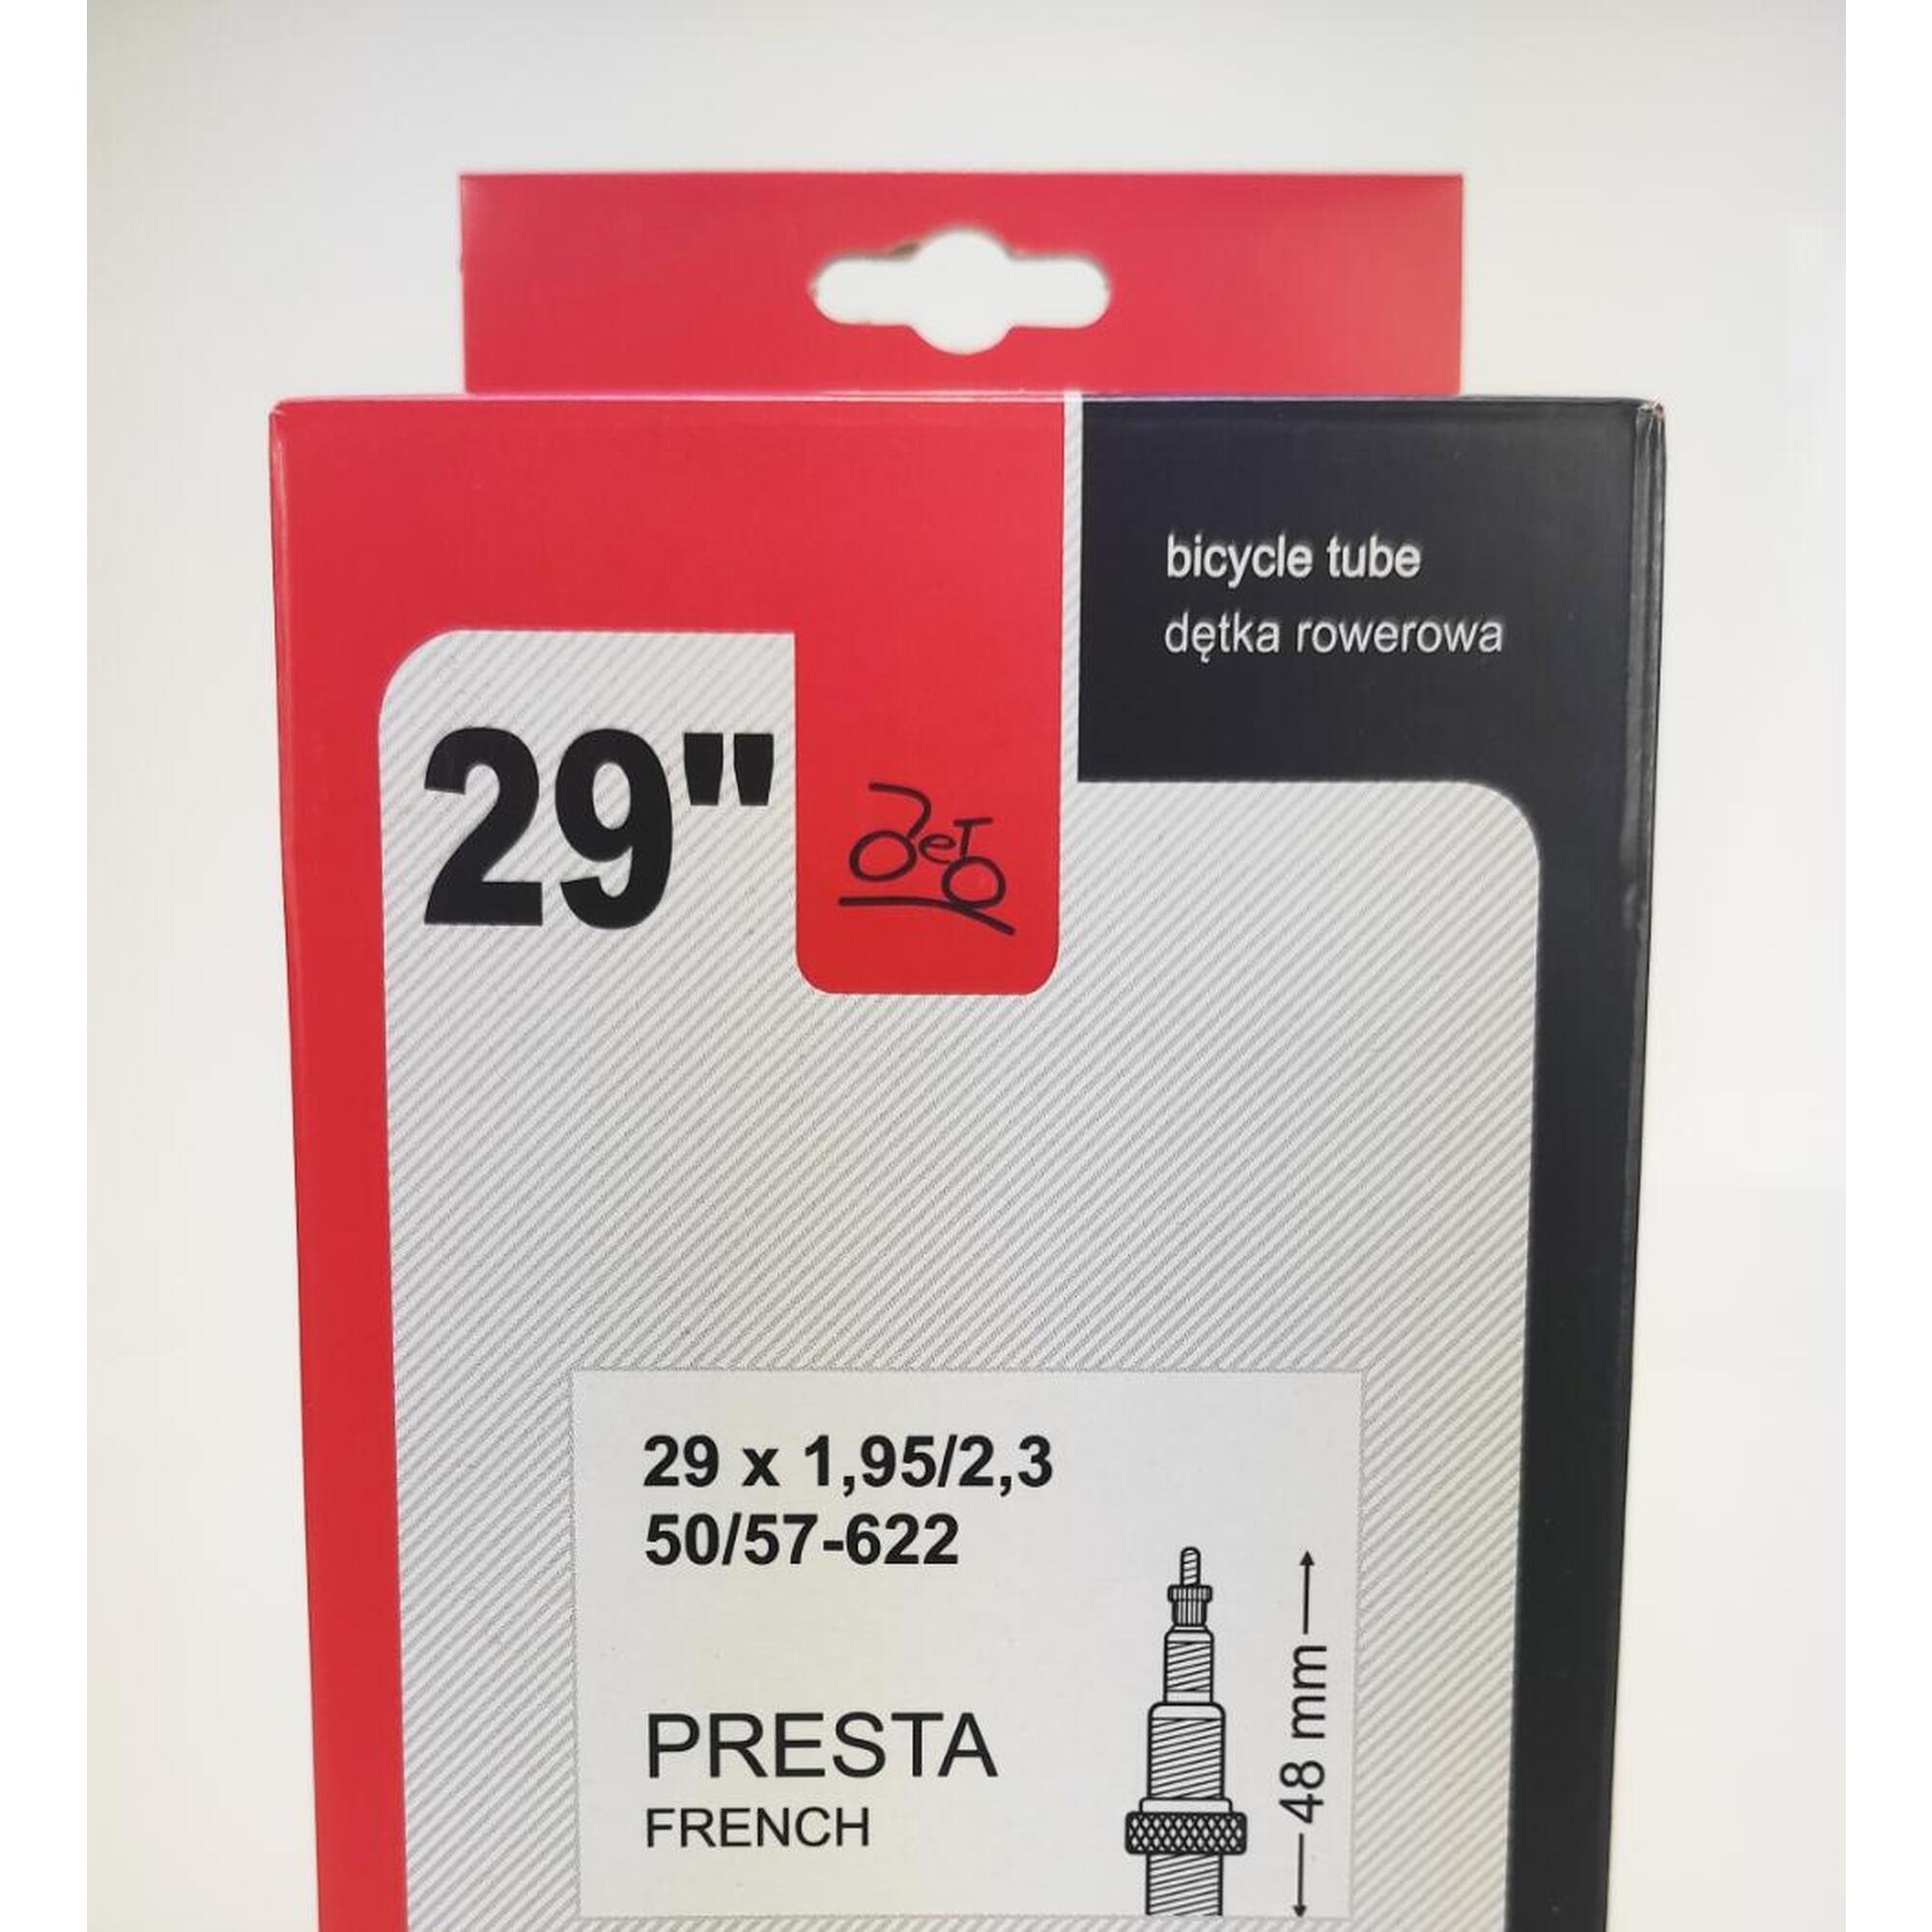 bicycle tube
dętka rowerowa
29"
29 x 1,95/2,3
50/57-622
PRESTA
FRENCH
48 mm